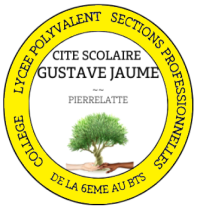 COLLEGE LYCEE POLYVALENT SECTIONS PROFESSIONNELLES
CITE SCOLAIRE
GUSTAVE JAUME
PIERRELATTE
DE LA 6EME AU BTS